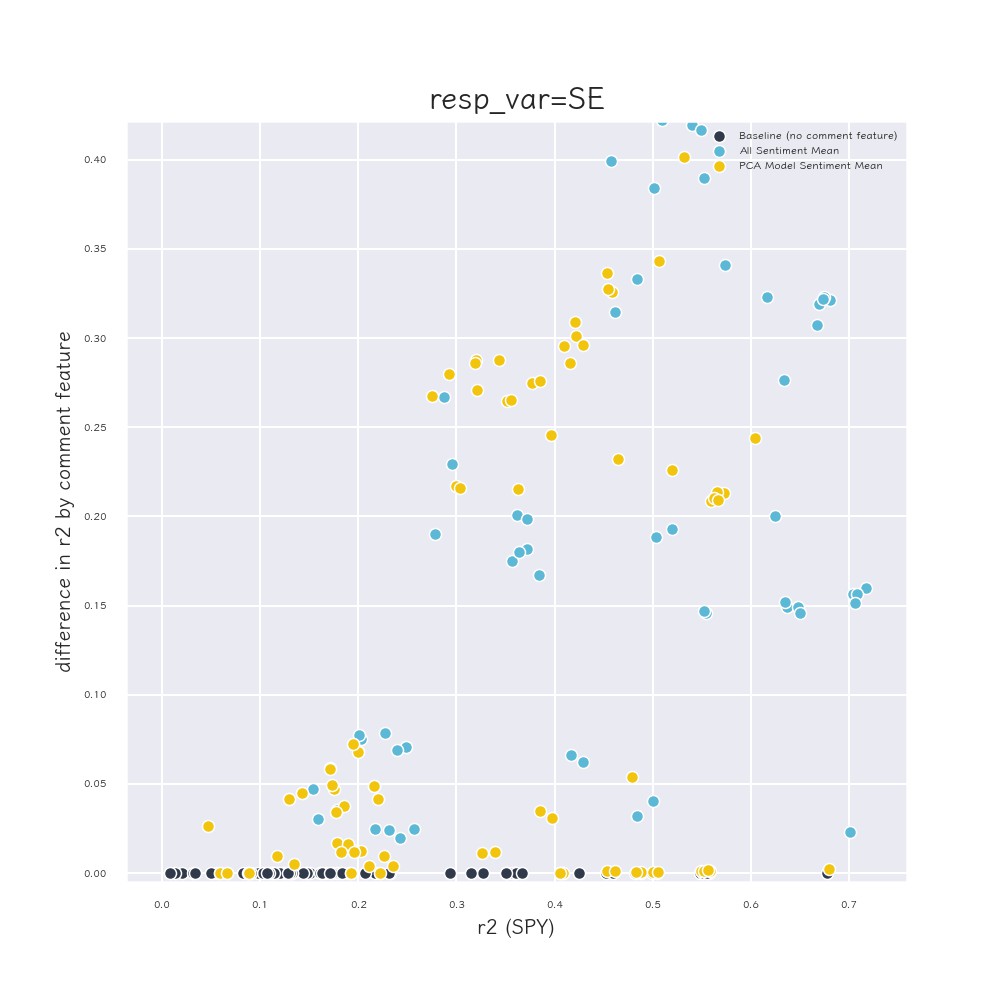 resp_var=SE
Baseline (no comment feature)
All Sentiment Mean
PCA Model Sentiment Mean
difference in r2 by comment feature
0.40
0.35
0.30
0.25
0.20
0.15
0.10
0.05
0.00
0.0 0.1 0.2 0.3 0.4 0.5 0.6 0.7
r2 (SPY)